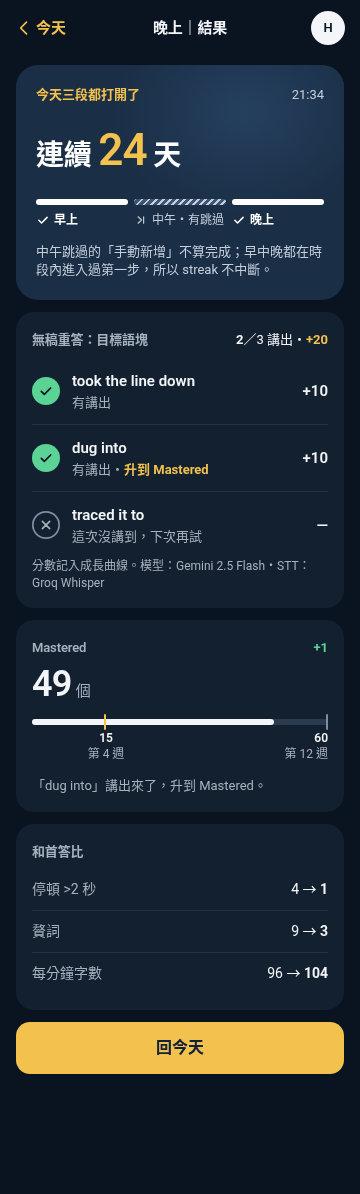 今天
晚上｜結果
H
今天三段都打開了
21:34
連續 24 天
早上
中午・有跳過
晚上
中午跳過的「手動新增」不算完成；早中晚都在時
段內進入過第一步，所以 streak 不中斷。
無稿重答：目標語塊
2／3 講出・+20
took the line down
有講出
+10
dug into
有講出・升到 Mastered
+10
traced it to
這次沒講到，下次再試
—
分數記入成長曲線。模型：Gemini 2.5 Flash・STT：
Groq Whisper
Mastered
+1
49 個
15
第 4 週
60
第 12 週
「dug into」講出來了，升到 Mastered。
和首答比
停頓 >2 秒
4 → 1
贅詞
9 → 3
每分鐘字數
96 → 104
回今天